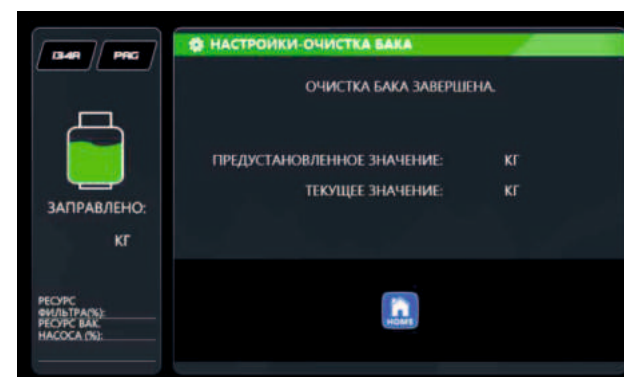 134A PAG
НАСТРОЙКИ-ОЧИСТКА БАКА
ОЧИСТКА БАКА ЗАВЕРШЕНА.
ПРЕДУСТАНОВЛЕННОЕ ЗНАЧЕНИЕ: КГ
ТЕКУЩЕЕ ЗНАЧЕНИЕ: КГ
ЗАПРАВЛЕНО:
КГ
РЕСУРС
ФИЛЬТРА(%):
РЕСУРС ВАК.
НАСОСА (%):
HOME